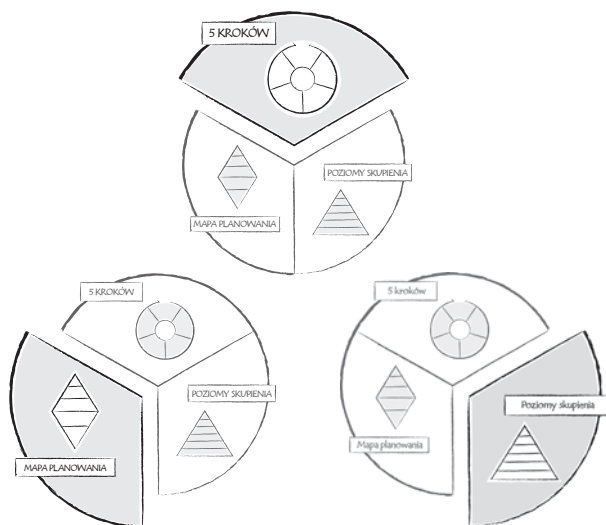 5 KROKÓW
POZIOMY SKUPIENIA
MAPA PLANOWANIA
5 KROKÓW
POZIOMY SKUPIENIA
MAPA PLANOWANIA
5 kroków
Poziomy skupienia
Mapa planowania